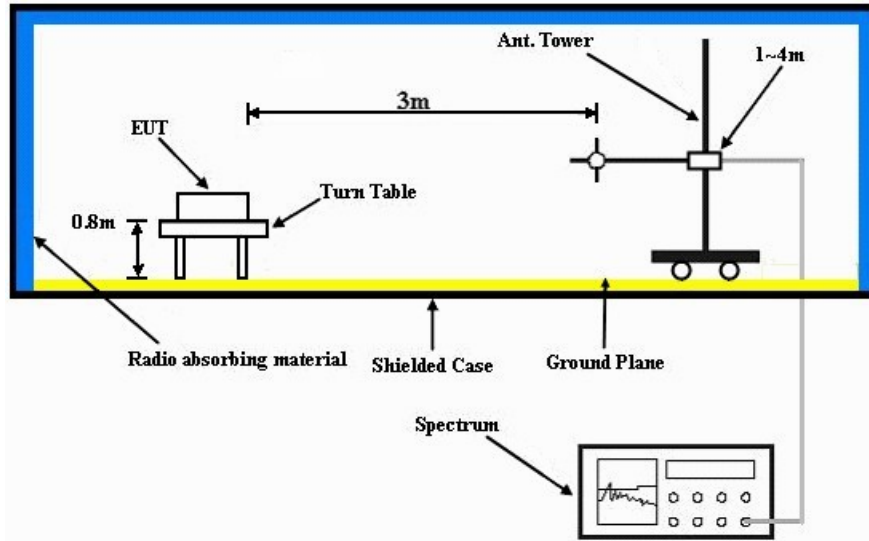 Ant. Tower
1~4m
3m
EUT
Turn Table
0.8m
Radio absorbing material
Shielded Case
Ground Plane
Spectrum